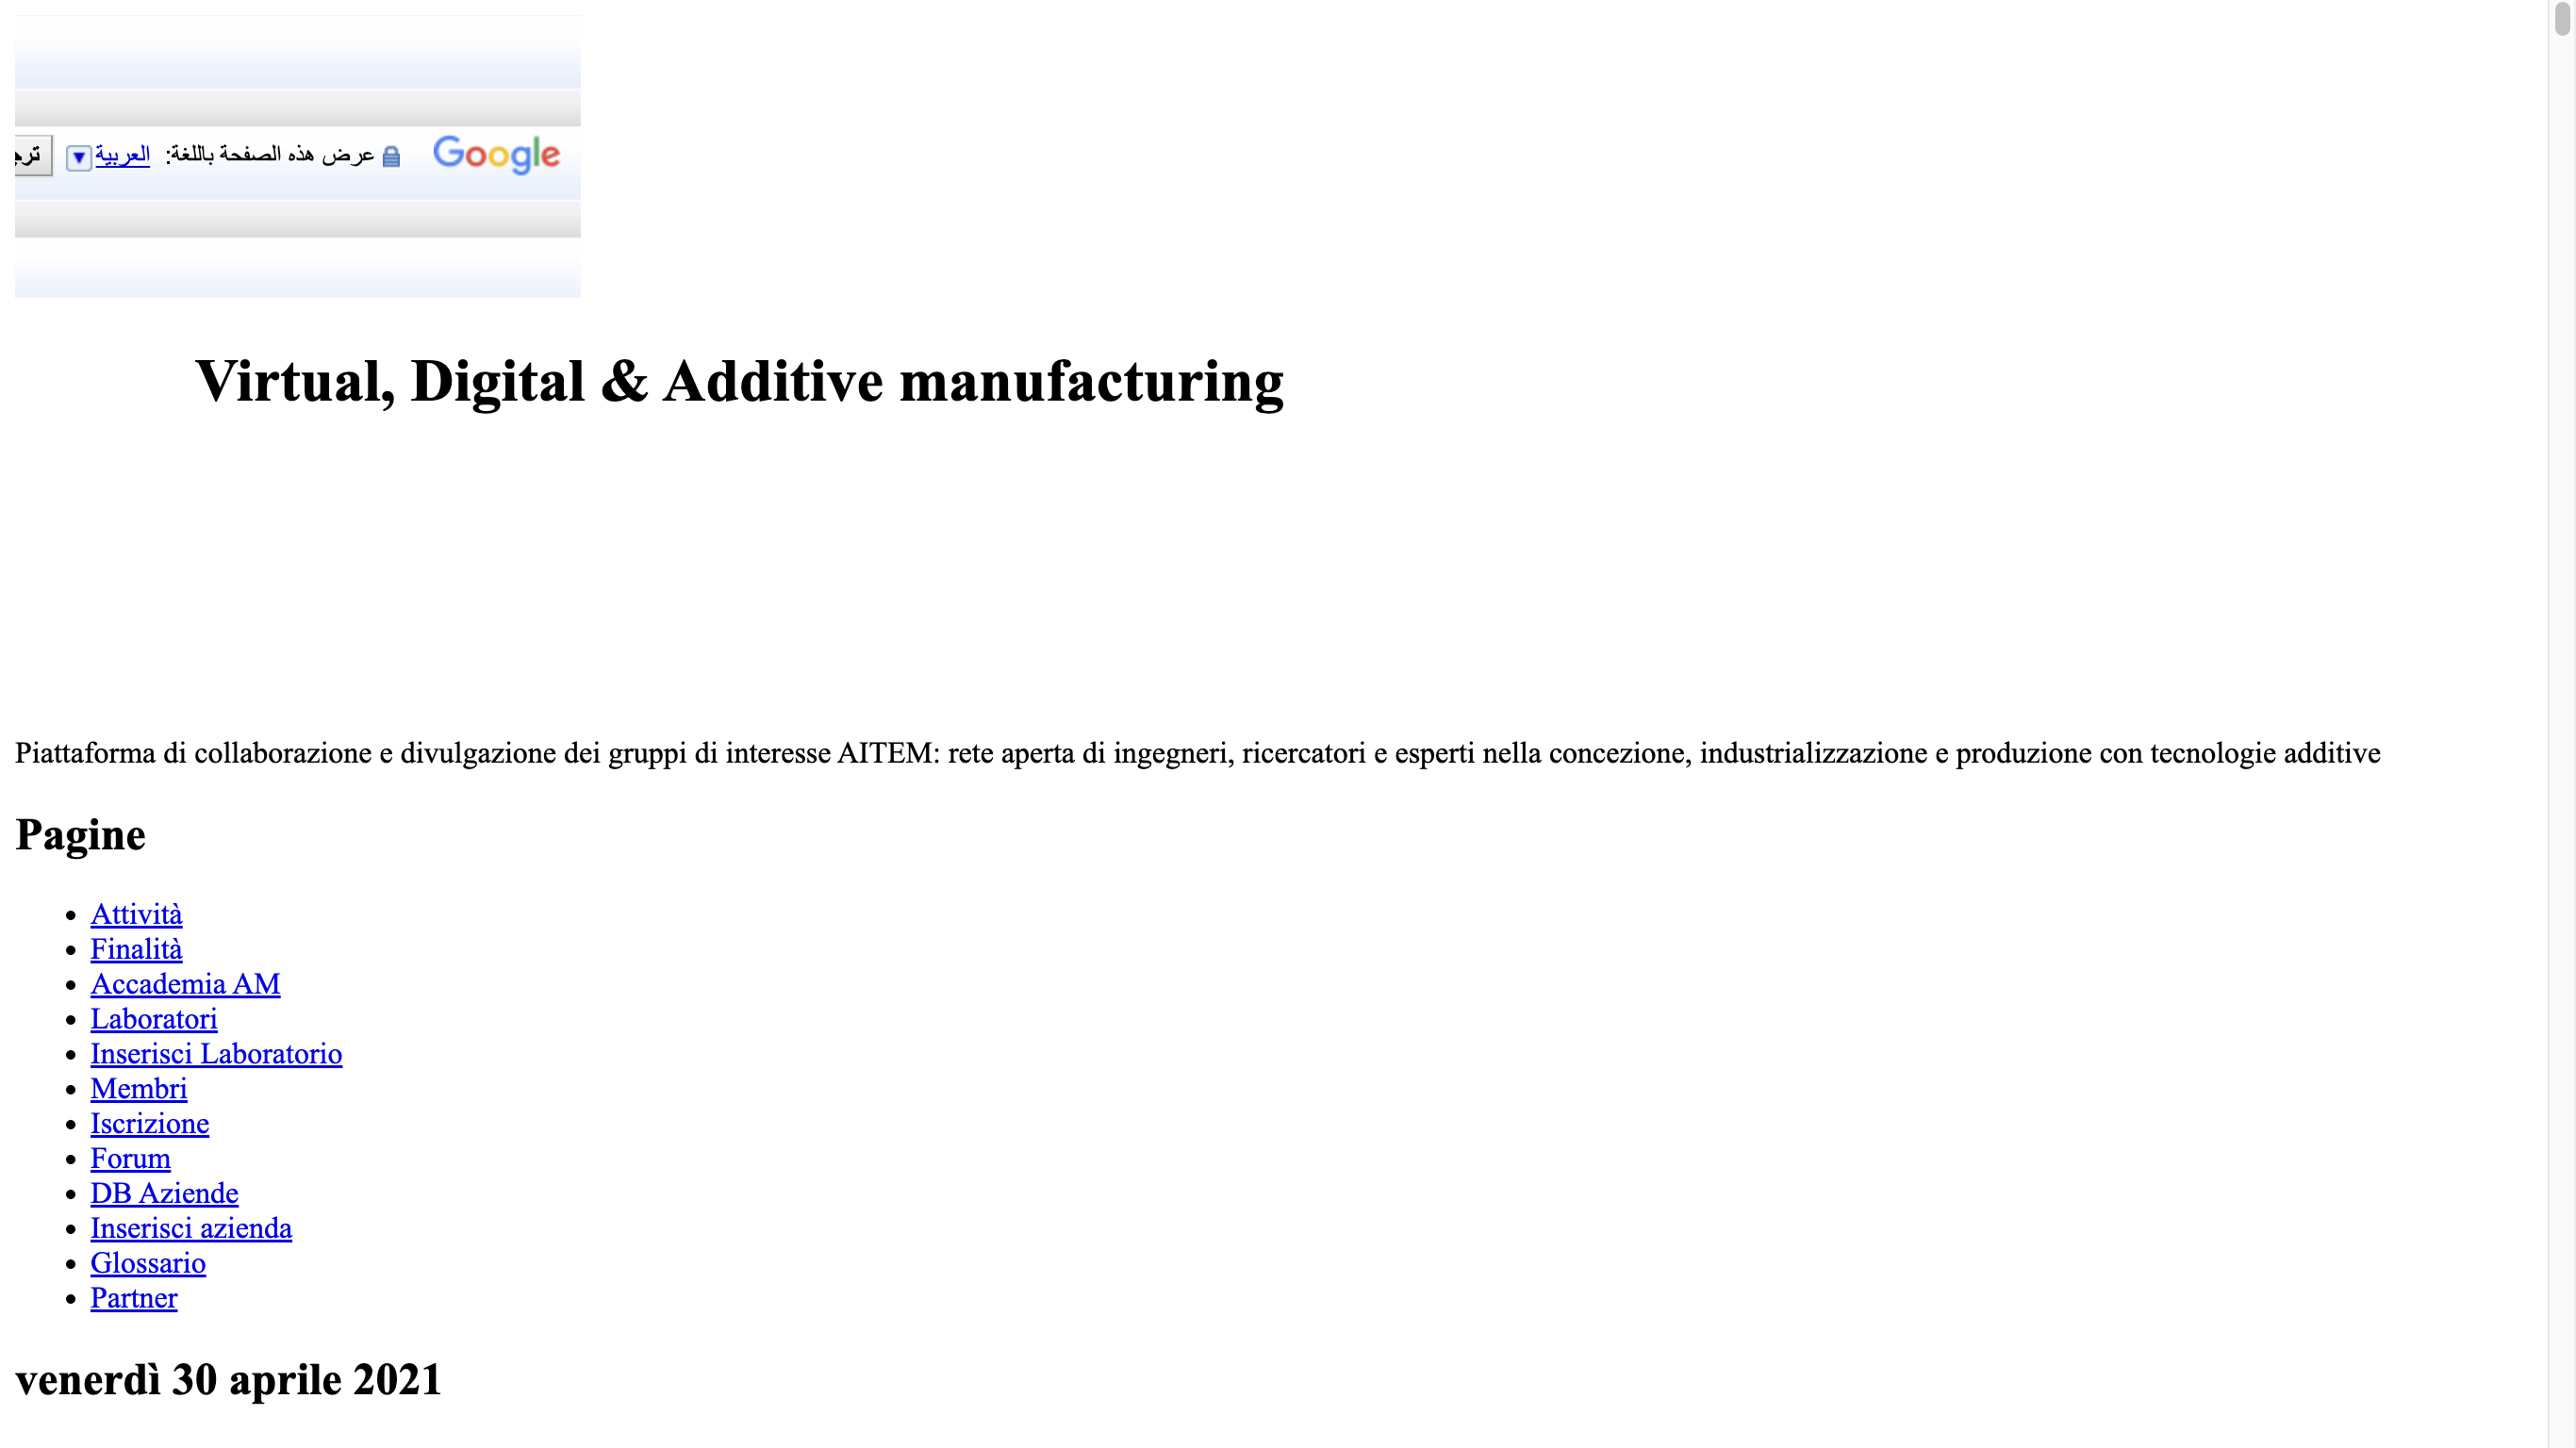 Google عرض هذه الصفحة باللغة: العربية
Virtual, Digital & Additive manufacturing
Piattaforma di collaborazione e divulgazione dei gruppi di interesse AITEM: rete aperta di ingegneri, ricercatori e esperti nella concezione, industrializzazione e produzione con tecnologie additive
Pagine
Attività
Finalità
Accademia AM
Laboratori
Inserisci Laboratorio
Membri
Iscrizione
Forum
DB Aziende
Inserisci azienda
Glossario
Partner
venerdì 30 aprile 2021